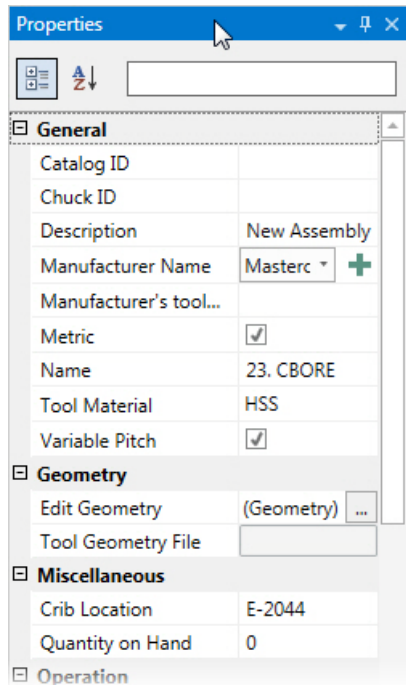 Properties
General
Catalog ID
Chuck ID
Description New Assembly
Manufacturer Name Masterc
Manufacturer's tool...
Metric
Name 23. CBORE
Tool Material HSS
Variable Pitch
Geometry
Edit Geometry (Geometry) ...
Tool Geometry File
Miscellaneous
Crib Location E-2044
Quantity on Hand 0
Operation